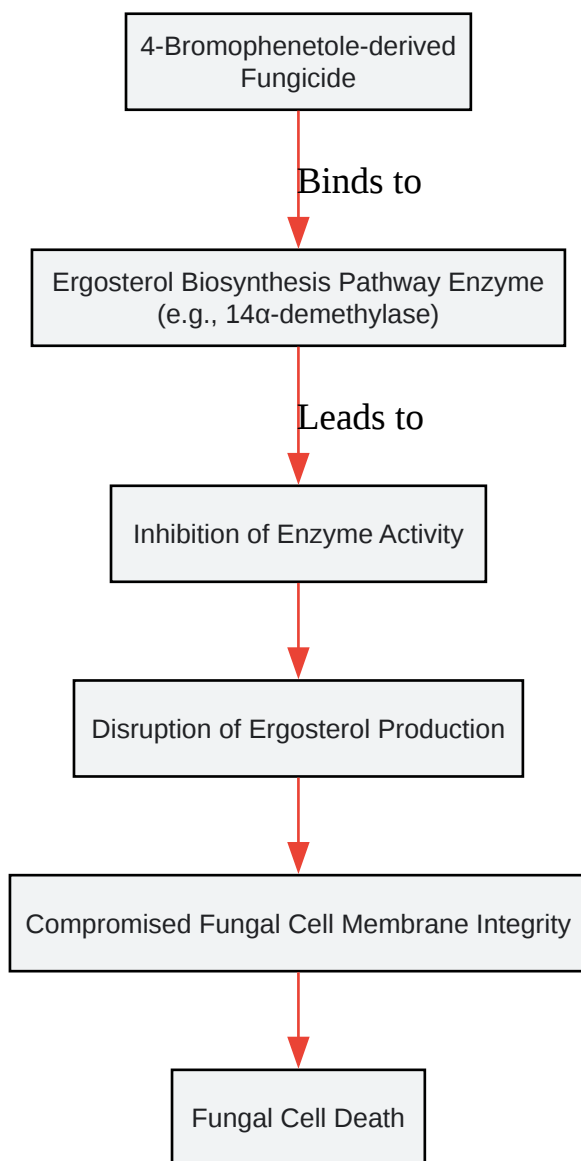 4-Bromophenetole-derived
Fungicide
Binds to
Ergosterol Biosynthesis Pathway Enzyme
(e.g., 14α-demethylase)
Leads to
Inhibition of Enzyme Activity
Disruption of Ergosterol Production
Compromised Fungal Cell Membrane Integrity
Fungal Cell Death